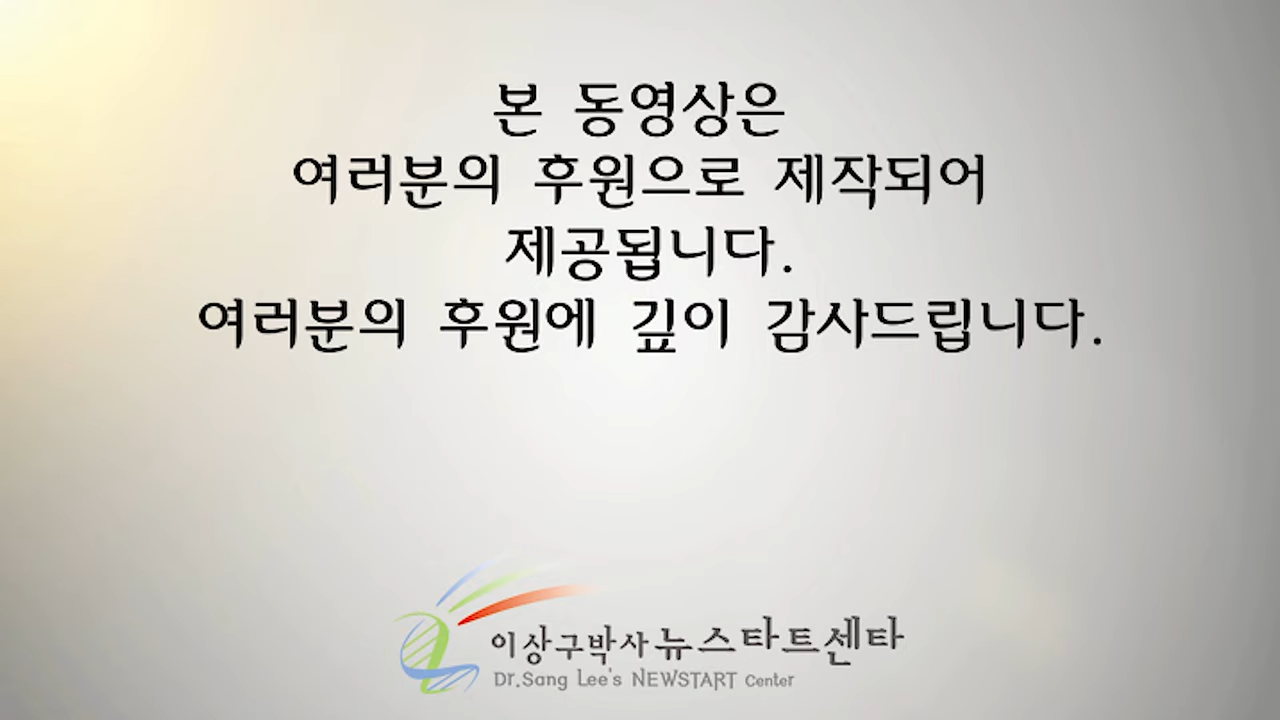 본 동영상은
여러분의 후원으로 제작되어
제공됩니다.
여러분의 후원에 깊이 감사드립니다.
이상구박사 뉴스타트센타
Dr.Sang Lee's NEWSTART Center